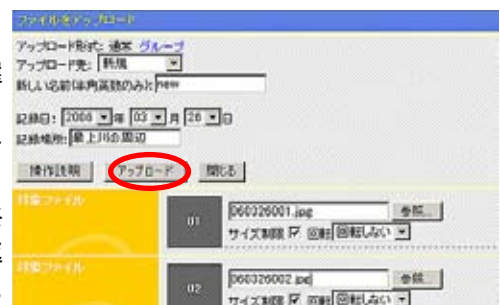 ファイルをアップロード
アップロード形式: 通常 グループ
アップロード先: 新規
新しい名前(半角英数のみ): new
記録日: 2006 年 03 月 26 日
記録場所: 最上川の周辺
操作説明 アップロード 閉じる
対象ファイル
01
060326001.jpg 参照...
サイズ制限 回転 回転しない
対象ファイル
02
060326002.jpg 参照...
サイズ制限 回転 回転しない